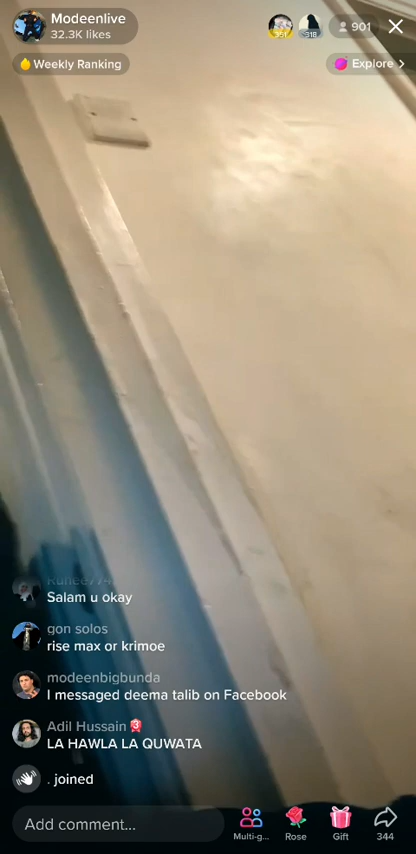 Modeenlive
32.3K likes
901
Weekly Ranking
Explore
Salam u okay
gon solos
rise max or krimoe
modeenbigbunda
I messaged deema talib on Facebook
Adil Hussain 3
LA HAWLA LA QUWATA
. joined
Add comment...
Multi-g...
Rose
Gift
344